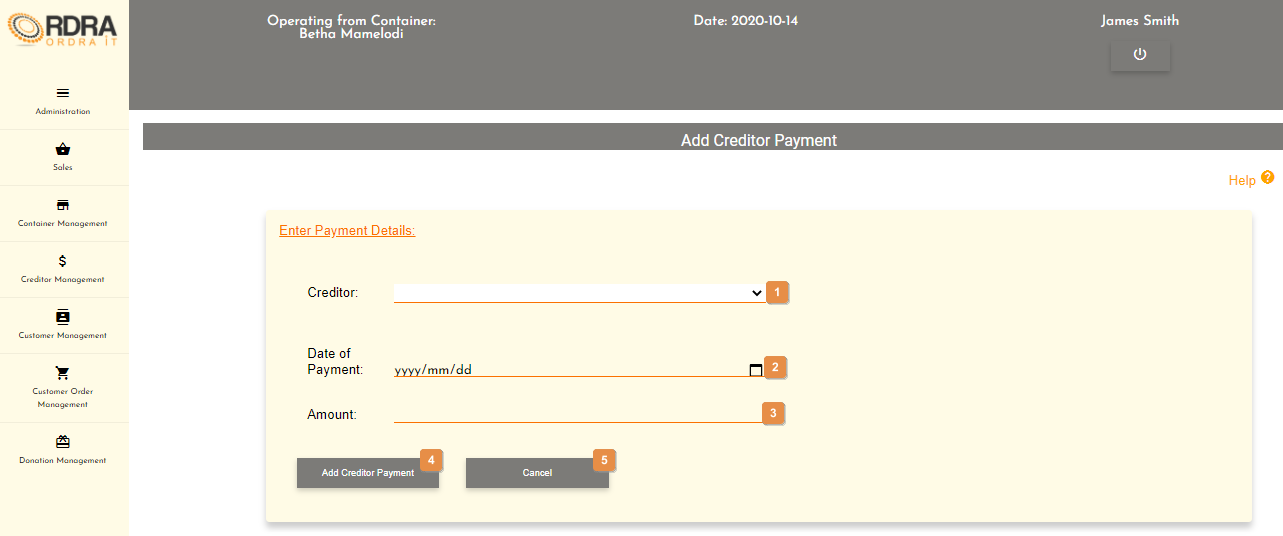 RDRA
ORDRA IT
Operating from Container:
Betha Mamelodi
Date: 2020-10-14
James Smith
Administration
Sales
Container Management
Creditor Management
Customer Management
Customer Order
Management
Donation Management
Add Creditor Payment
Help ?
Enter Payment Details:
Creditor: 1
Date of
Payment: yyyy/mm/dd 2
Amount: 3
Add Creditor Payment 4
Cancel 5